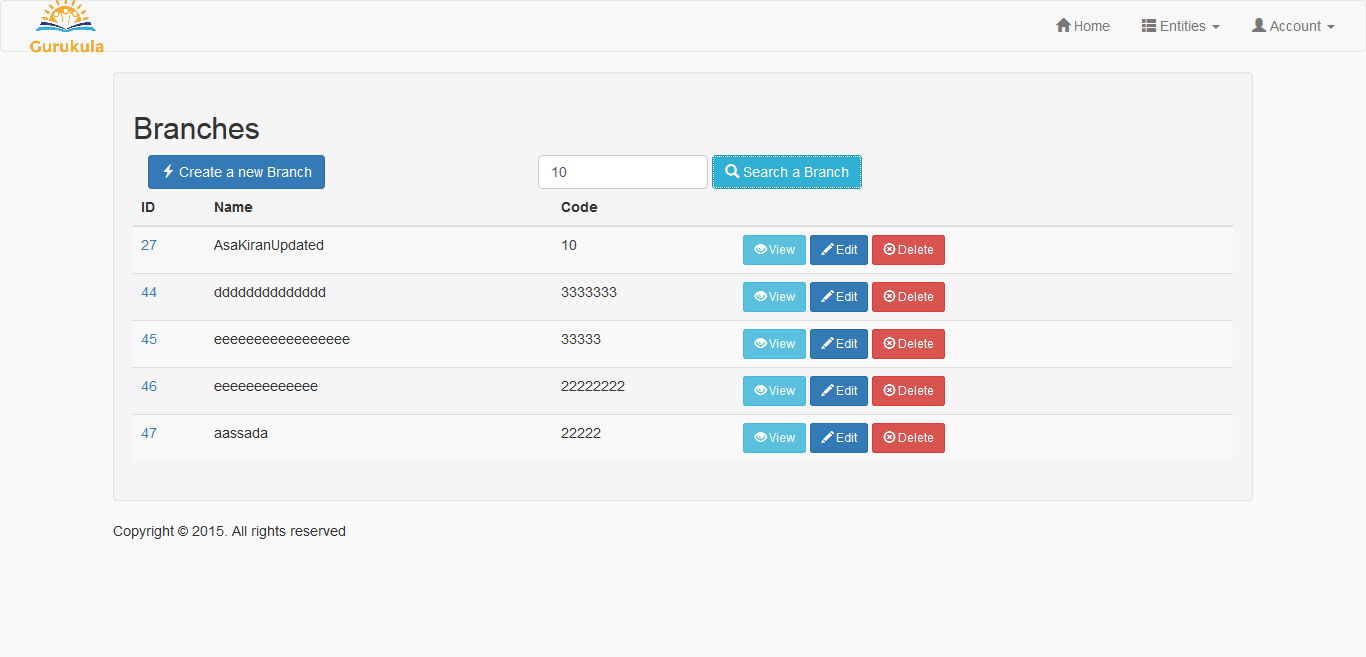 Gurukula
Home Entities Account
Branches
Create a new Branch 10 Search a Branch
ID Name Code
27 AsaKiranUpdated 10 View Edit Delete
44 dddddddddddddd 3333333 View Edit Delete
45 eeeeeeeeeeeeeeeee 33333 View Edit Delete
46 eeeeeeeeeeeee 22222222 View Edit Delete
47 aassada 22222 View Edit Delete
Copyright © 2015. All rights reserved